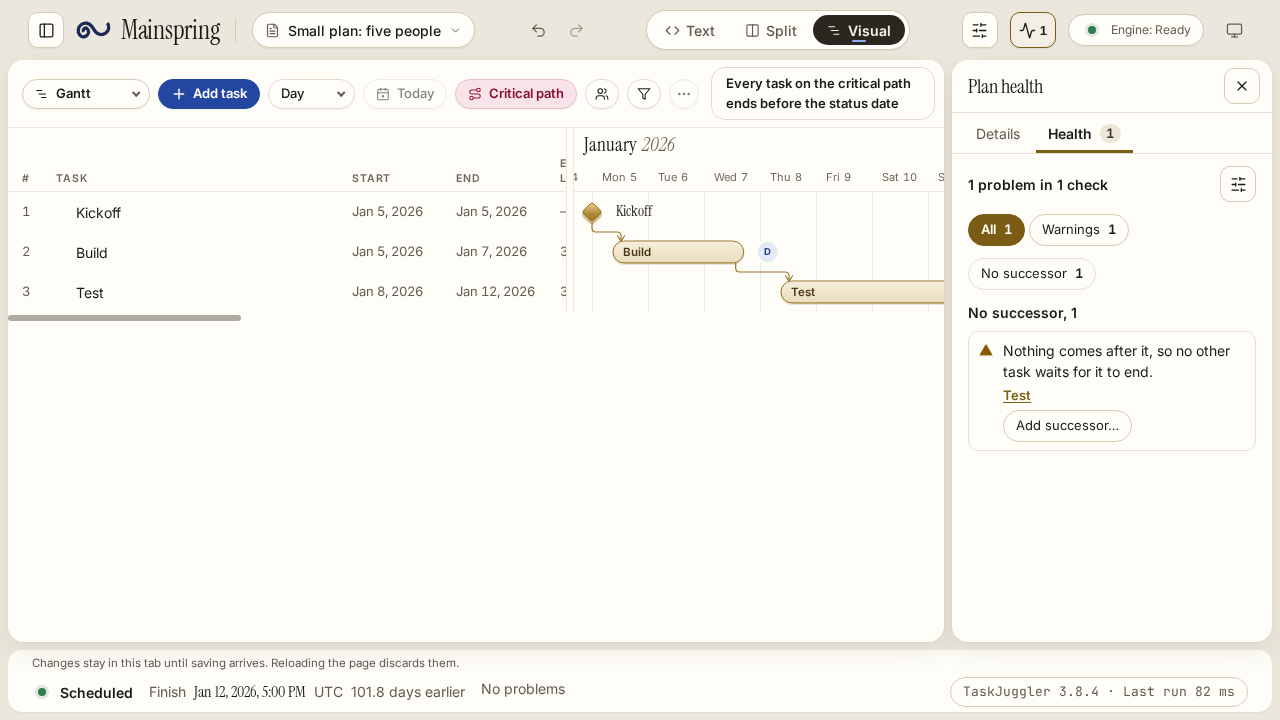 Mainspring
Small plan: five people
Text
Split
Visual
1
Engine: Ready
Gantt
Add task
Day
Today
Critical path
Every task on the critical path
ends before the status date
# TASK START END
January 2026
Mon 5 Tue 6 Wed 7 Thu 8 Fri 9 Sat 10
1 Kickoff Jan 5, 2026 Jan 5, 2026
Kickoff
2 Build Jan 5, 2026 Jan 7, 2026
Build
D
3 Test Jan 8, 2026 Jan 12, 2026
Test
Plan health
Details
Health 1
1 problem in 1 check
All 1
Warnings 1
No successor 1
No successor, 1
Nothing comes after it, so no other
task waits for it to end.
Test
Add successor...
Changes stay in this tab until saving arrives. Reloading the page discards them.
Scheduled Finish Jan 12, 2026, 5:00 PM UTC 101.8 days earlier No problems
TaskJuggler 3.8.4 · Last run 82 ms